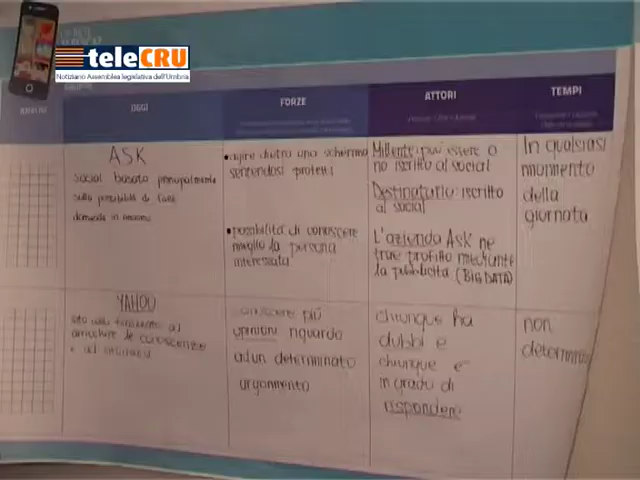 teleCRU
Notiziario Assemblea legislativa dell'Umbria
OGGI
FORZE
ATTORI
TEMPI
ASK
social basato principalmente
sulla possibilità di fare
domande in anonimo
• agire dietro uno schermo
sentendosi protetti
• possibilità di conoscere
meglio la persona
interessata
Mittente: può essere o
no iscritto al social
Destinatario: iscritto
al social
L'azienda ASK ne
trae profitto mediante
la pubblicità (BIG DATA)
In qualsiasi
momento
della
giornata
YAHOO
arricchire le conoscenze
conoscere più
opinioni riguardo
ad un determinato
argomento
chiunque ha
dubbi e
chiunque è
in grado di
rispondere
non